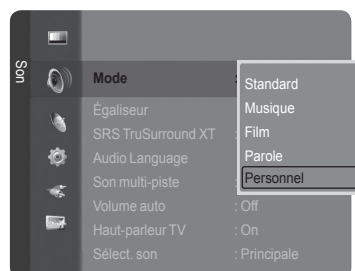 Son
Mode :
Standard
Musique
Film
Parole
Personnel
Égaliseur
SRS TruSurround XT :
Audio Language
Son multi-piste :
Volume auto : Off
Haut-parleur TV : On
Sélect. son : Principale